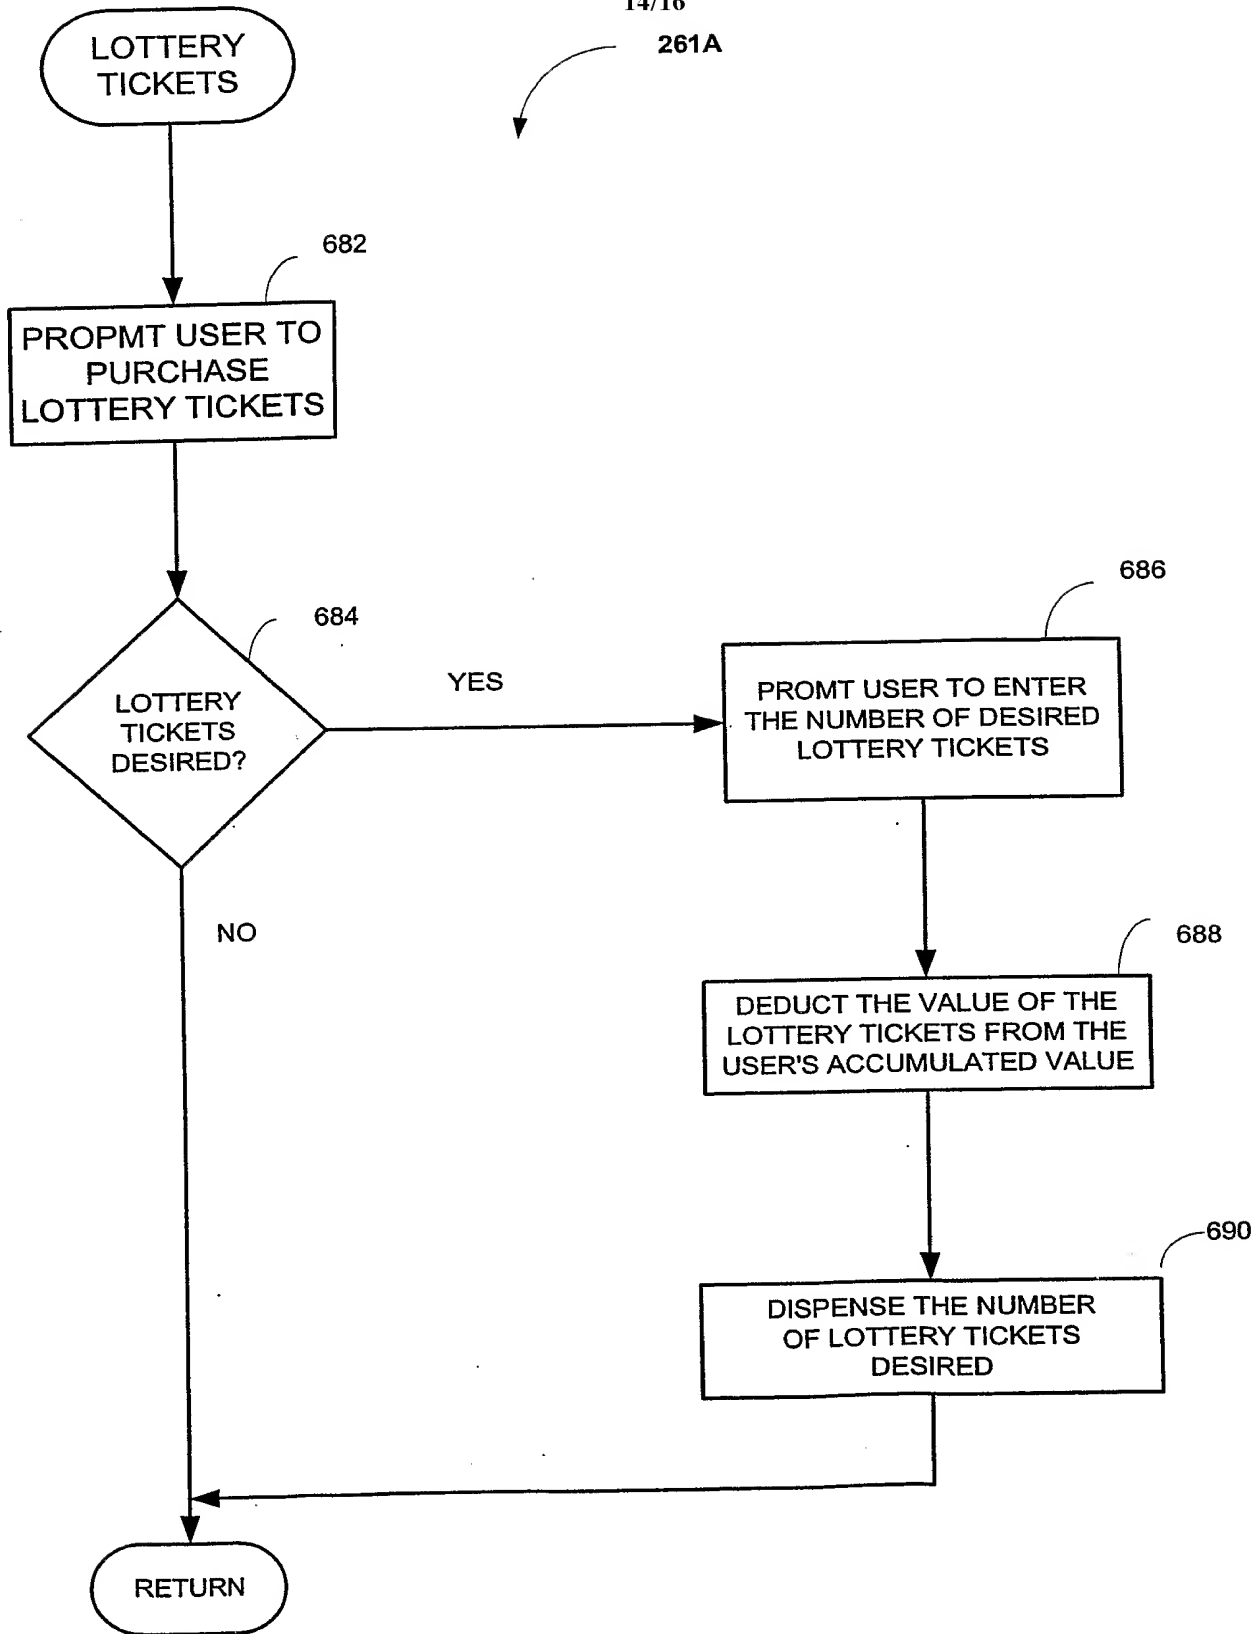 14/16
261A
LOTTERY
TICKETS
682
PROPMT USER TO
PURCHASE
LOTTERY TICKETS
684
LOTTERY
TICKETS
DESIRED?
YES
NO
686
PROMT USER TO ENTER
THE NUMBER OF DESIRED
LOTTERY TICKETS
688
DEDUCT THE VALUE OF THE
LOTTERY TICKETS FROM THE
USER'S ACCUMULATED VALUE
690
DISPENSE THE NUMBER
OF LOTTERY TICKETS
DESIRED
RETURN